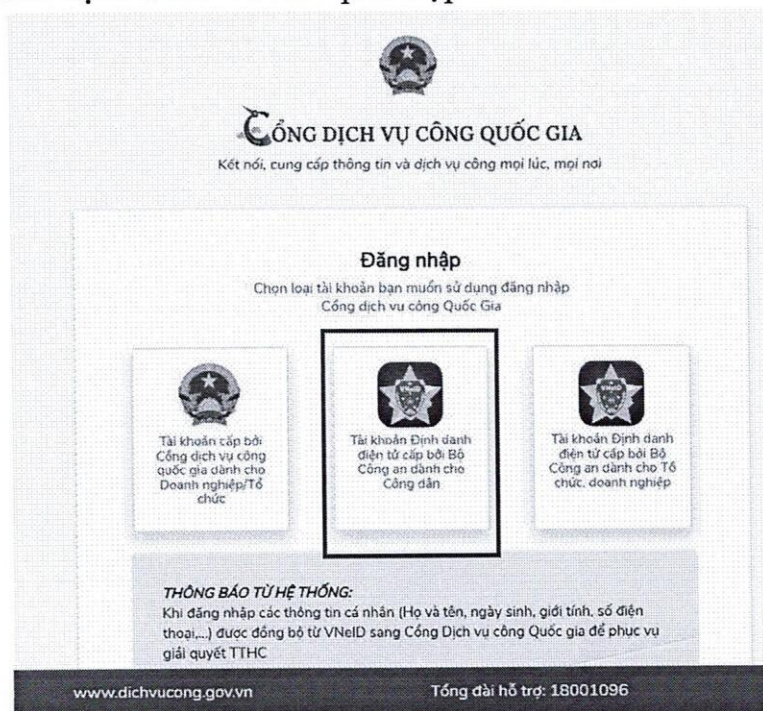 CỔNG DỊCH VỤ CÔNG QUỐC GIA
Kết nối, cung cấp thông tin và dịch vụ công mọi lúc, mọi nơi
Đăng nhập
Chọn loại tài khoản bạn muốn sử dụng đăng nhập
Cổng dịch vụ công Quốc Gia
Tài khoản cấp bởi
Cổng dịch vụ công
quốc gia dành cho
Doanh nghiệp/Tổ
chức
VNeID
Tài khoản Định danh
điện tử cấp bởi Bộ
Công an dành cho
Công dân
VNeID
Tài khoản Định danh
điện tử cấp bởi Bộ
Công an dành cho Tổ
chức, doanh nghiệp
THÔNG BÁO TỪ HỆ THỐNG:
Khi đăng nhập các thông tin cá nhân (Họ và tên, ngày sinh, giới tính, số điện
thoại,...) được đồng bộ từ VNeID sang Cổng Dịch vụ công Quốc gia để phục vụ
giải quyết TTHC
www.dichvucong.gov.vn
Tổng đài hỗ trợ: 18001096